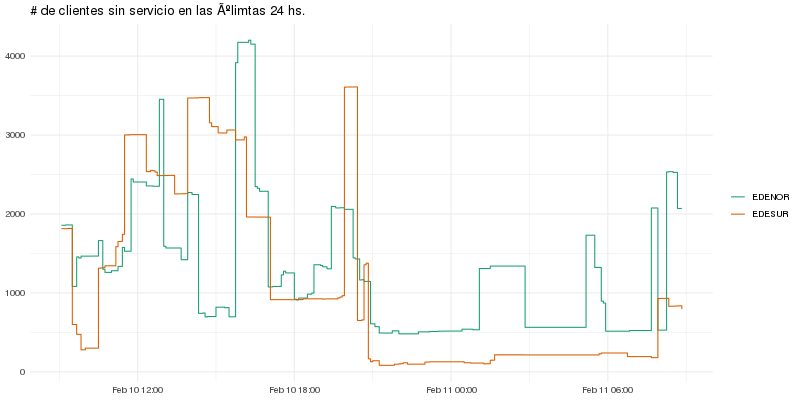 # de clientes sin servicio en las Ãºlimtas 24 hs.
4000
3000
2000
1000
0
Feb 10 12:00
Feb 10 18:00
Feb 11 00:00
Feb 11 06:00
EDENOR
EDESUR